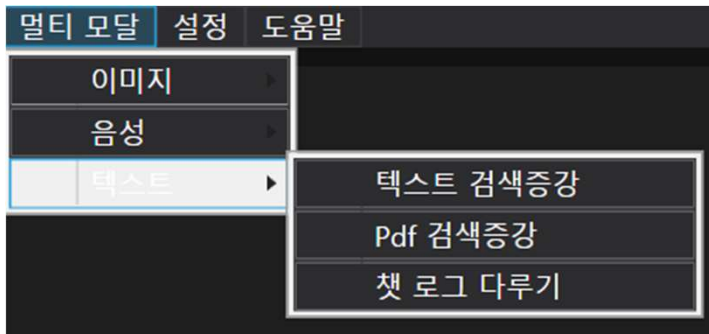 멀티 모달 설정 도움말
이미지
음성
텍스트
텍스트 검색증강
Pdf 검색증강
챗 로그 다루기